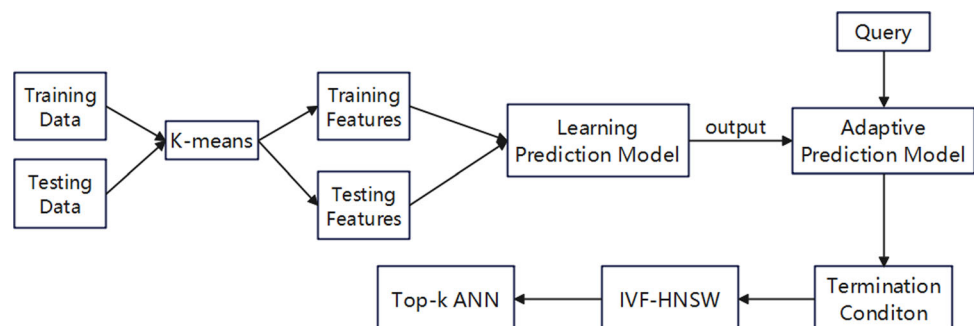 Query
Training
Data
Testing
Data
K-means
Training
Features
Testing
Features
Learning
Prediction Model
output
Adaptive
Prediction Model
Top-k ANN
IVF-HNSW
Termination
Conditon